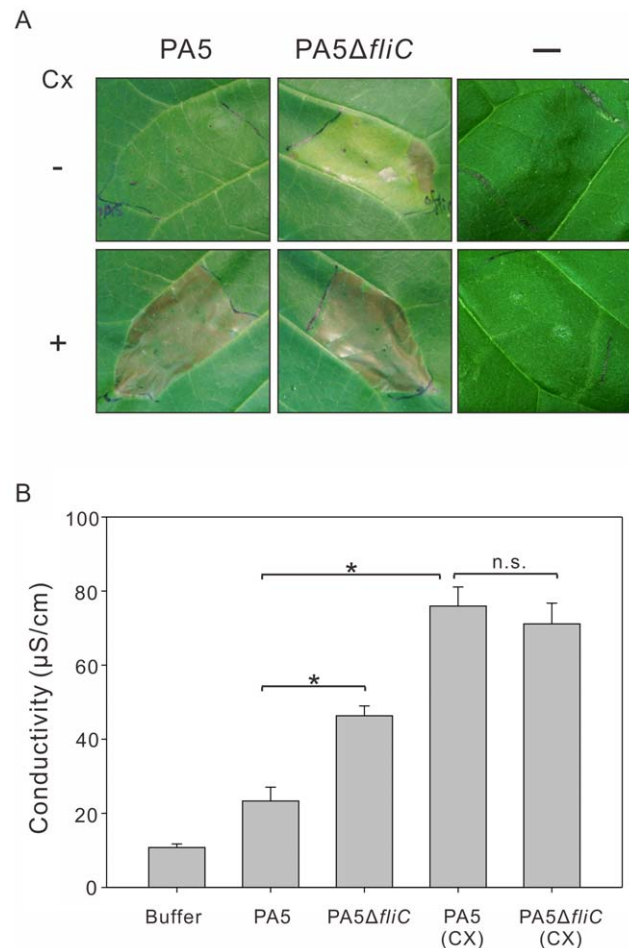 A
PA5 PA5ΔfliC —
Cx
-
+
B
100
80
60
40
20
0
Conductivity (µS/cm)
*
*
n.s.
Buffer PA5 PA5ΔfliC PA5 (CX) PA5ΔfliC (CX)